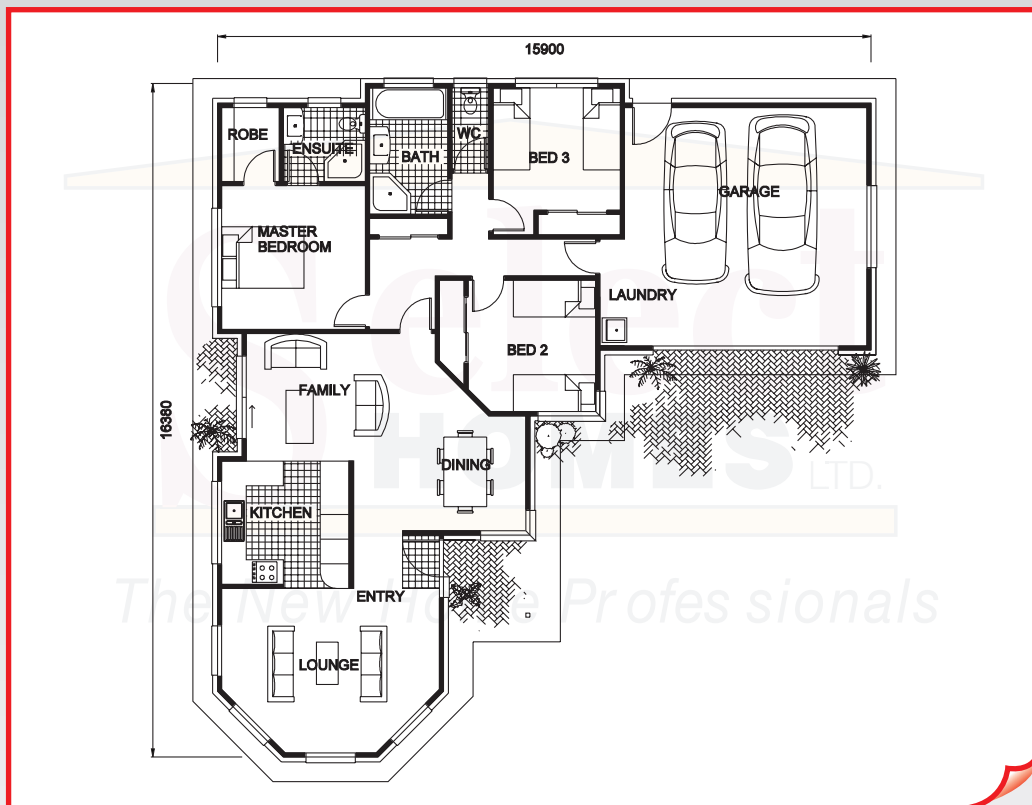 15900
ROBE
ENSUITE
BATH
WC
BED 3
GARAGE
MASTER
BEDROOM
LAUNDRY
BED 2
FAMILY
16380
DINING
KITCHEN
ENTRY
LOUNGE
Select
HOMES LTD.
The New Home Professionals